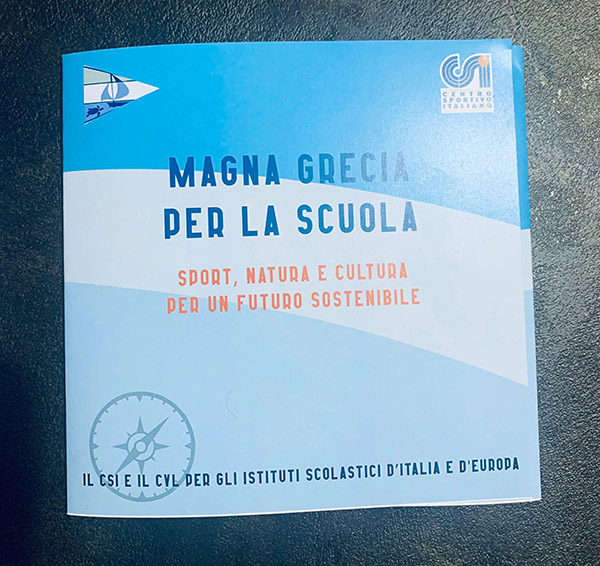 CSI
CENTRO
SPORTIVO
ITALIANO
MAGNA GRECIA
PER LA SCUOLA
SPORT, NATURA E CULTURA
PER UN FUTURO SOSTENIBILE
IL CSI E IL CVL PER GLI ISTITUTI SCOLASTICI D'ITALIA E D'EUROPA